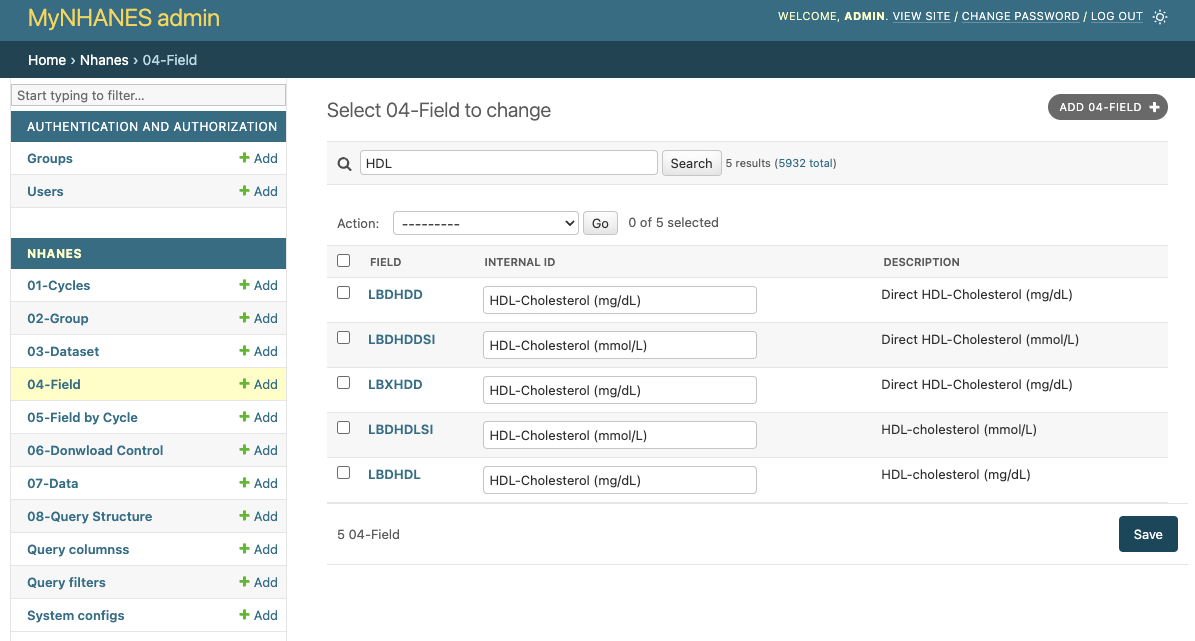 MyNHANES admin
WELCOME, ADMIN. VIEW SITE / CHANGE PASSWORD / LOG OUT
Home › Nhanes › 04-Field
Start typing to filter...
AUTHENTICATION AND AUTHORIZATION
Groups + Add
Users + Add
NHANES
01-Cycles + Add
02-Group + Add
03-Dataset + Add
04-Field + Add
05-Field by Cycle + Add
06-Donwload Control + Add
07-Data + Add
08-Query Structure + Add
Query columnss + Add
Query filters + Add
System configs + Add
Select 04-Field to change
ADD 04-FIELD +
HDL Search 5 results (5932 total)
Action: --------- Go 0 of 5 selected
FIELD INTERNAL ID DESCRIPTION
LBDHDD HDL-Cholesterol (mg/dL) Direct HDL-Cholesterol (mg/dL)
LBDHDDSI HDL-Cholesterol (mmol/L) Direct HDL-Cholesterol (mmol/L)
LBXHDD HDL-Cholesterol (mg/dL) Direct HDL-Cholesterol (mg/dL)
LBDHDLSI HDL-Cholesterol (mmol/L) HDL-cholesterol (mmol/L)
LBDHDL HDL-Cholesterol (mg/dL) HDL-cholesterol (mg/dL)
5 04-Field
Save